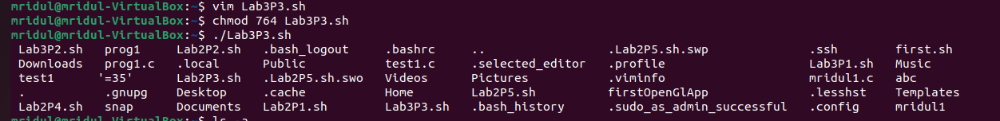 mridul@mridul-VirtualBox:~$ vim Lab3P3.sh
mridul@mridul-VirtualBox:~$ chmod 764 Lab3P3.sh
mridul@mridul-VirtualBox:~$ ./Lab3P3.sh
Lab3P2.sh prog1 Lab2P2.sh .bash_logout .bashrc .. .Lab2P5.sh.swp .ssh first.sh
Downloads prog1.c .local Public test1.c .selected_editor .profile Lab3P1.sh Music
test1 '=35' Lab2P3.sh .Lab2P5.sh.swo Videos Pictures .viminfo mridul1.c abc
. .gnupg Desktop .cache Home Lab2P5.sh firstOpenGlApp .lesshst Templates
Lab2P4.sh snap Documents Lab2P1.sh Lab3P3.sh .bash_history .sudo_as_admin_successful .config mridul1
mridul@mridul-VirtualBox:~$ ls -a